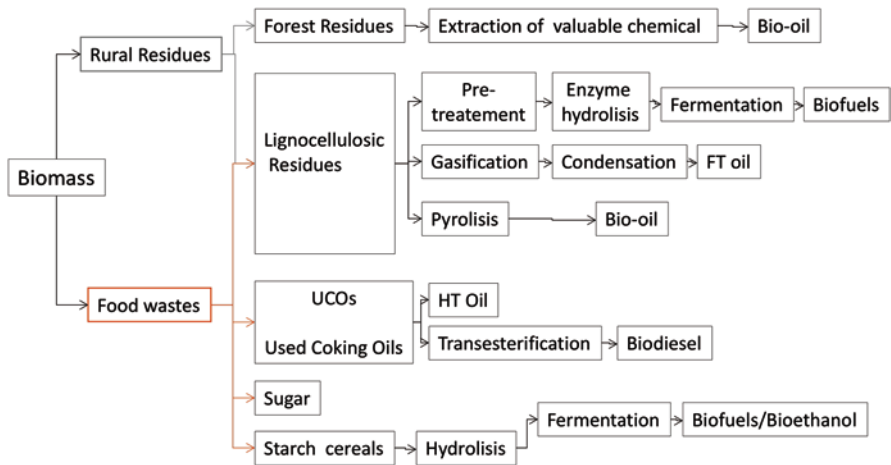 Forest Residues
Extraction of valuable chemical
Bio-oil
Rural Residues
Pre-
treatement
Enzyme
hydrolisis
Fermentation
Biofuels
Lignocellulosic
Residues
Gasification
Condensation
FT oil
Biomass
Pyrolisis
Bio-oil
Food wastes
UCOs
Used Coking Oils
HT Oil
Transesterification
Biodiesel
Sugar
Starch cereals
Hydrolisis
Fermentation
Biofuels/Bioethanol